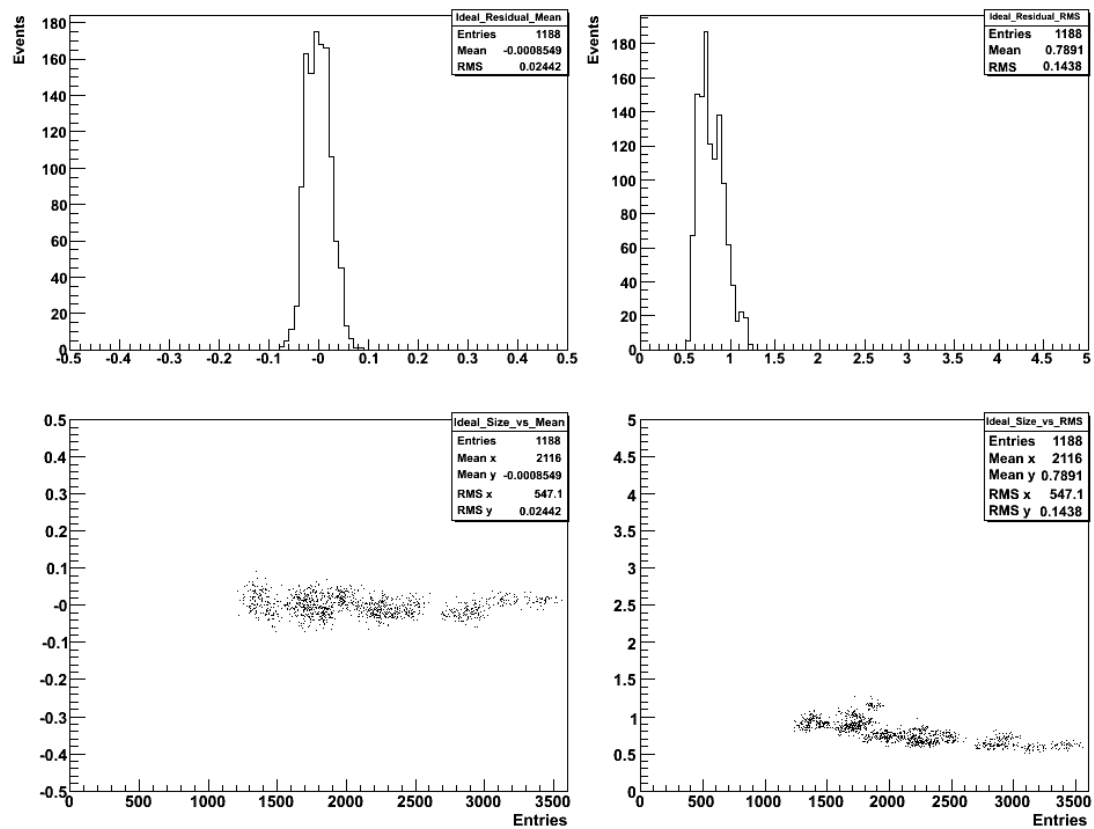 Events
Ideal_Residual_Mean
Entries 1188
Mean -0.0008549
RMS 0.02442
180
160
140
120
100
80
60
40
20
0
-0.5 -0.4 -0.3 -0.2 -0.1 -0 0.1 0.2 0.3 0.4 0.5
Events
Ideal_Residual_RMS
Entries 1188
Mean 0.7891
RMS 0.1438
180
160
140
120
100
80
60
40
20
0
0 0.5 1 1.5 2 2.5 3 3.5 4 4.5 5
Ideal_Size_vs_Mean
Entries 1188
Mean x 2116
Mean y -0.0008549
RMS x 547.1
RMS y 0.02442
0.5
0.4
0.3
0.2
0.1
-0
-0.1
-0.2
-0.3
-0.4
-0.5
0 500 1000 1500 2000 2500 3000 3500
Entries
Ideal_Size_vs_RMS
Entries 1188
Mean x 2116
Mean y 0.7891
RMS x 547.1
RMS y 0.1438
5
4.5
4
3.5
3
2.5
2
1.5
1
0.5
0
0 500 1000 1500 2000 2500 3000 3500
Entries